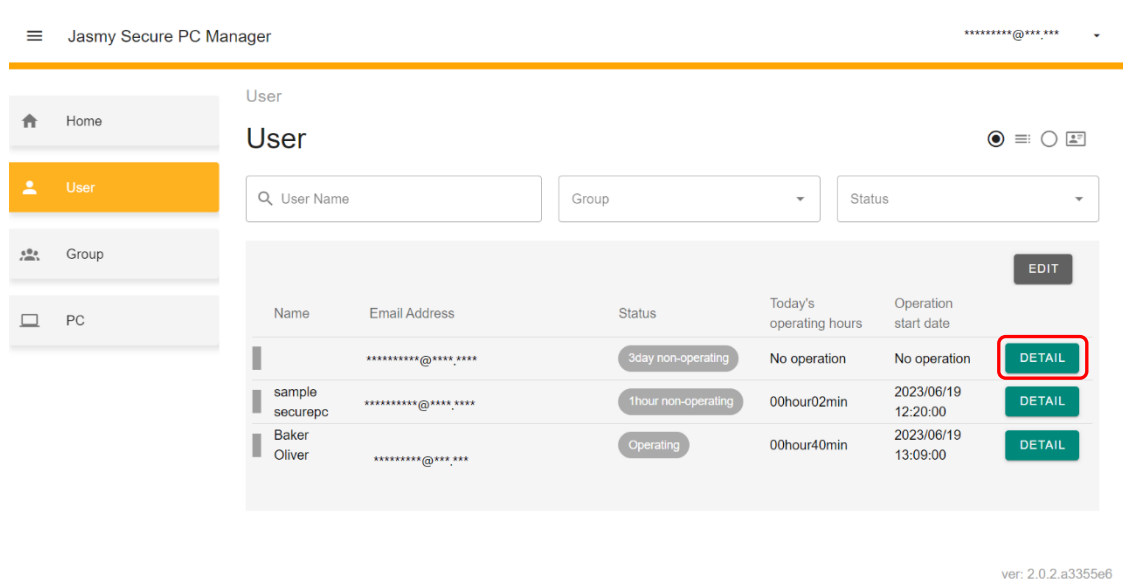 Jasmy Secure PC Manager
*********@***.***
Home
User
Group
PC
User
User
User Name
Group
Status
EDIT
Name
Email Address
Status
Today's
operating hours
Operation
start date
**********@****.****
3day non-operating
No operation
No operation
DETAIL
sample
securepc
**********@****.****
1hour non-operating
00hour02min
2023/06/19
12:20:00
DETAIL
Baker
Oliver
*********@***.***
Operating
00hour40min
2023/06/19
13:09:00
DETAIL
ver: 2.0.2.a3355e6